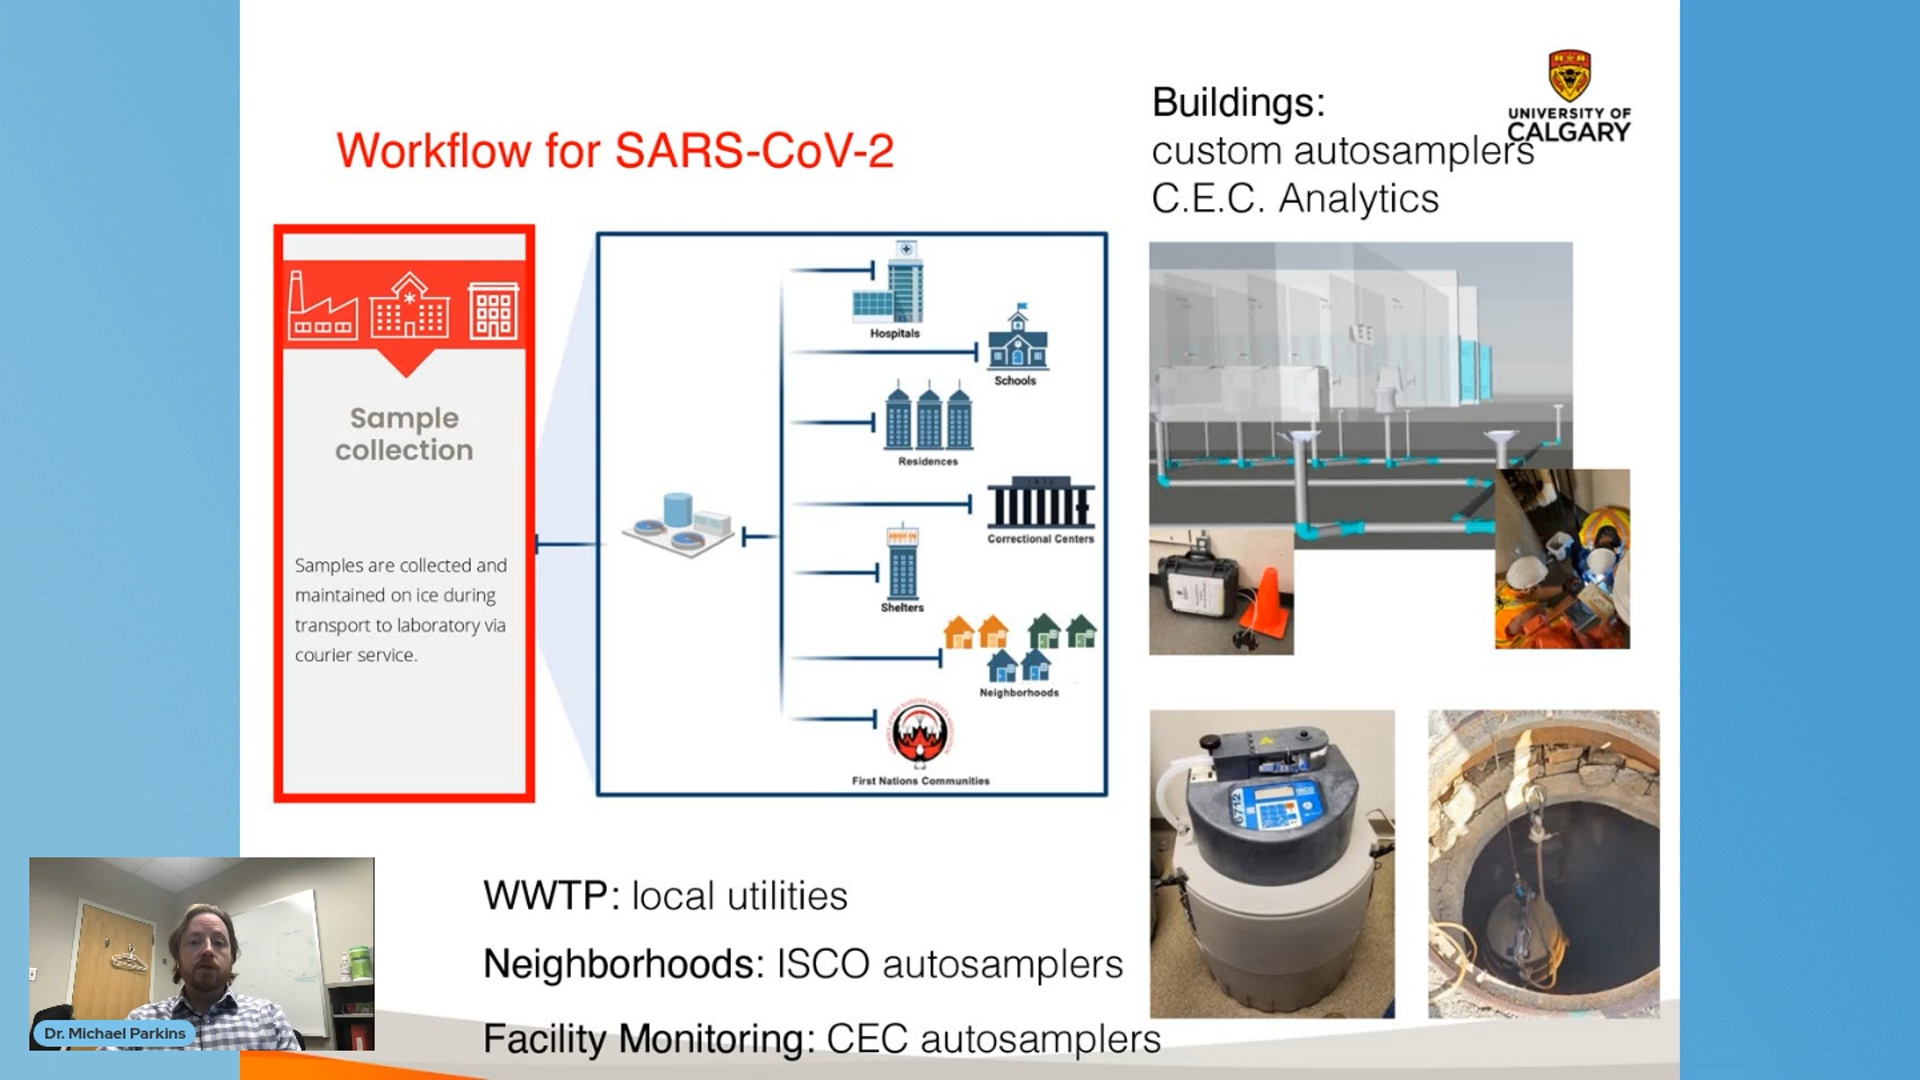 Workflow for SARS-CoV-2
Buildings:
custom autosamplers
C.E.C. Analytics
UNIVERSITY OF
CALGARY
Sample
collection
Samples are collected and
maintained on ice during
transport to laboratory via
courier service.
Hospitals
Schools
Residences
Correctional Centers
Shelters
Neighborhoods
First Nations Communities
ISCO
6712
WWTP: local utilities
Neighborhoods: ISCO autosamplers
Facility Monitoring: CEC autosamplers
Dr. Michael Parkins